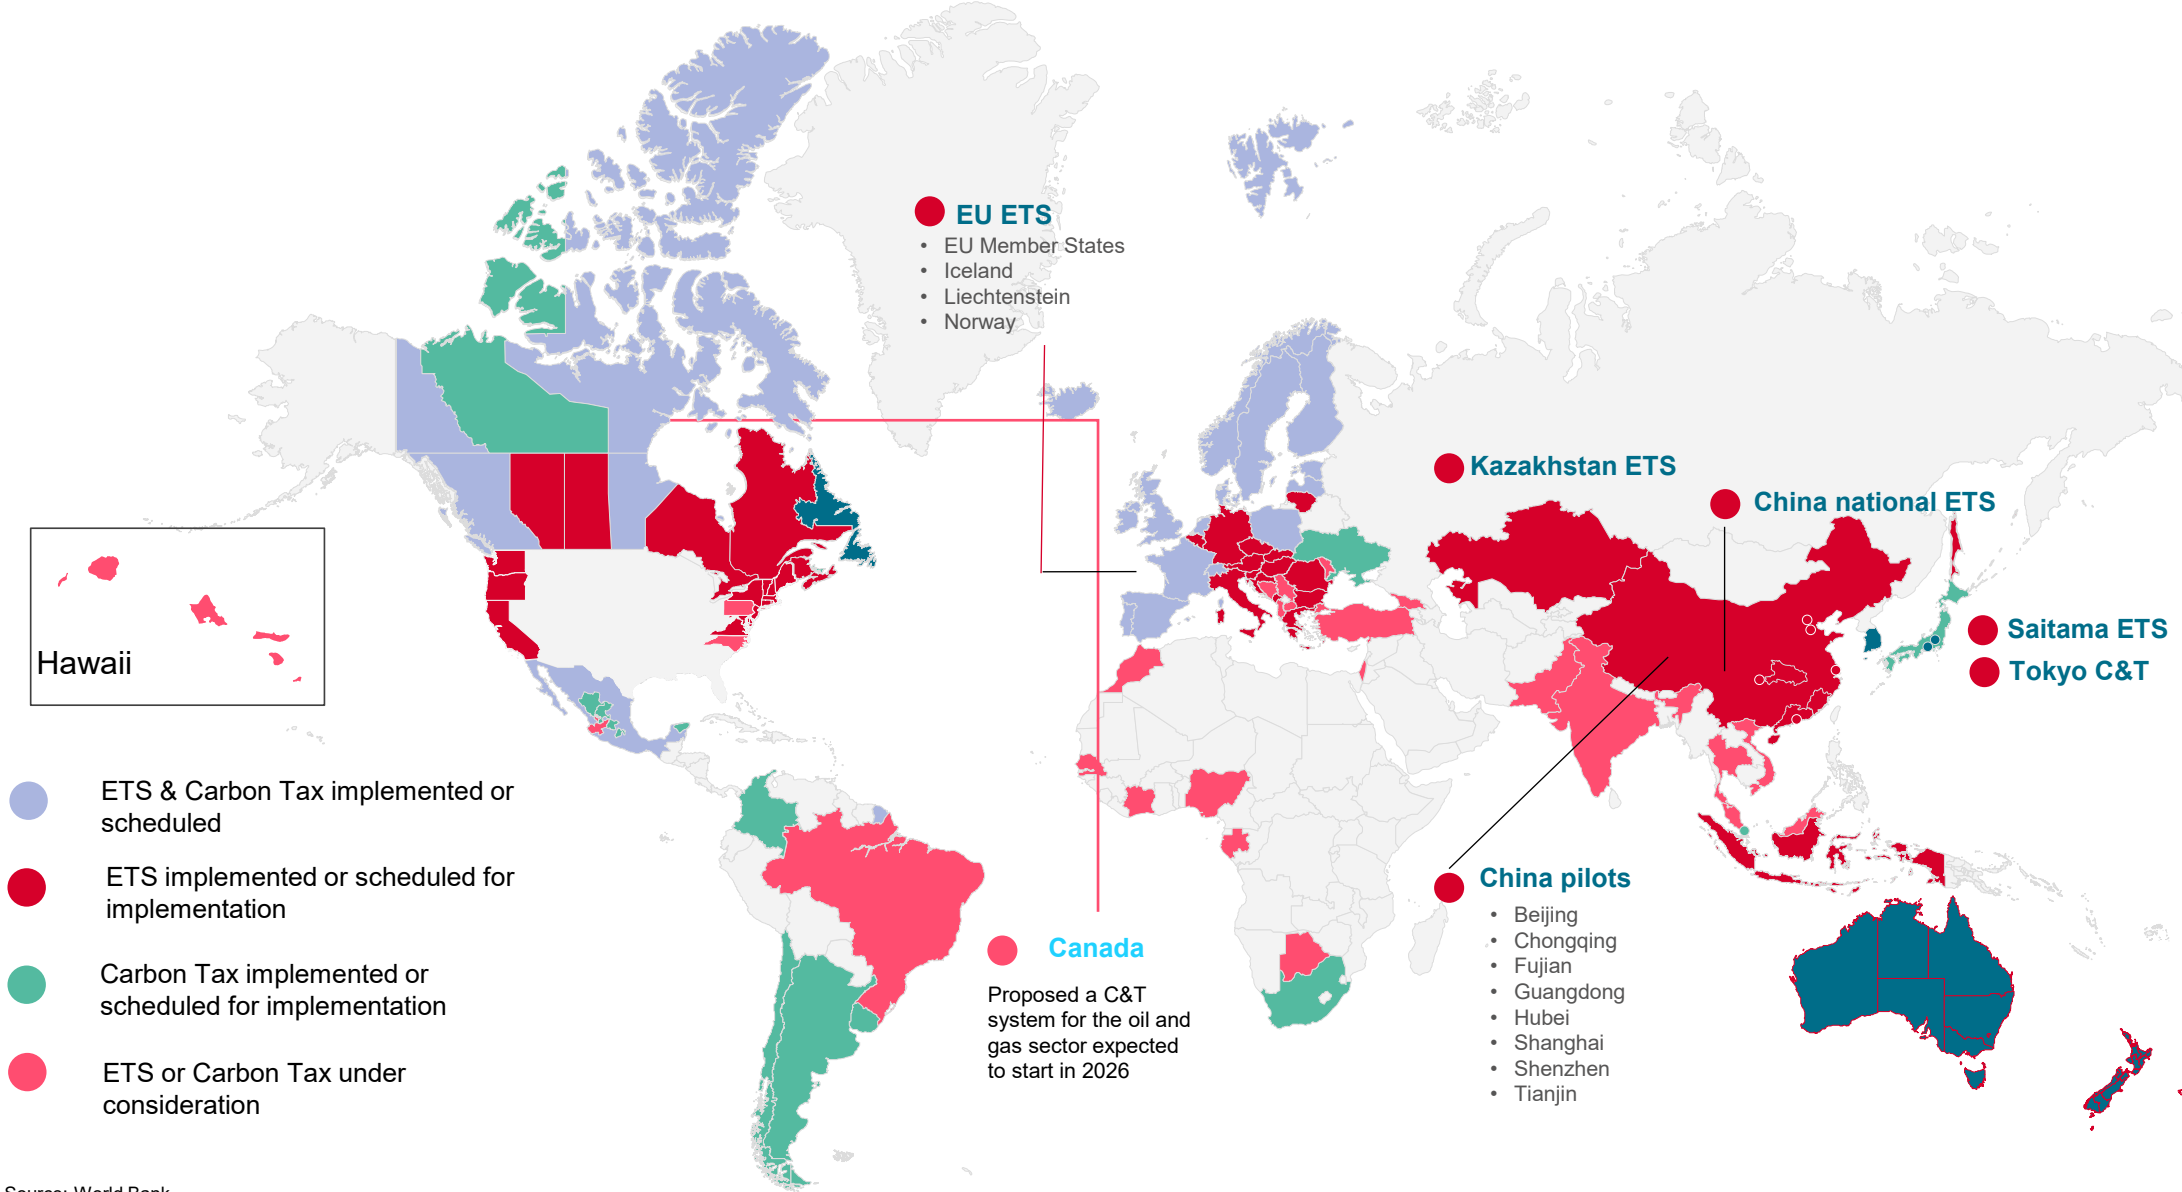 EU ETS
• EU Member States
• Iceland
• Liechtenstein
• Norway
Kazakhstan ETS
China national ETS
Saitama ETS
Tokyo C&T
Hawaii
ETS & Carbon Tax implemented or
scheduled
ETS implemented or scheduled for
implementation
Carbon Tax implemented or
scheduled for implementation
ETS or Carbon Tax under
consideration
Canada
Proposed a C&T
system for the oil and
gas sector expected
to start in 2026
China pilots
• Beijing
• Chongqing
• Fujian
• Guangdong
• Hubei
• Shanghai
• Shenzhen
• Tianjin
Source: World Bank